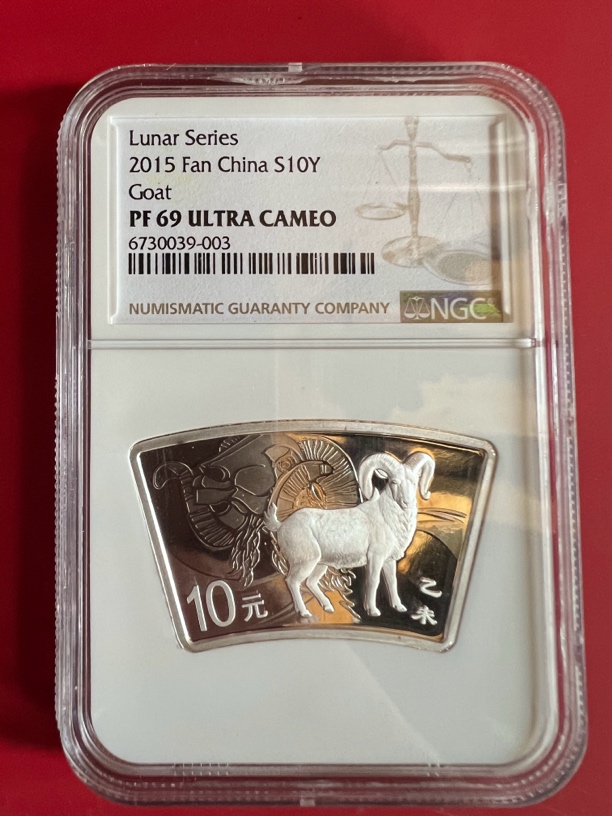 Lunar Series
2015 Fan China S10Y
Goat
PF 69 ULTRA CAMEO
6730039-003
NUMISMATIC GUARANTY COMPANY NGC
10元
乙
未